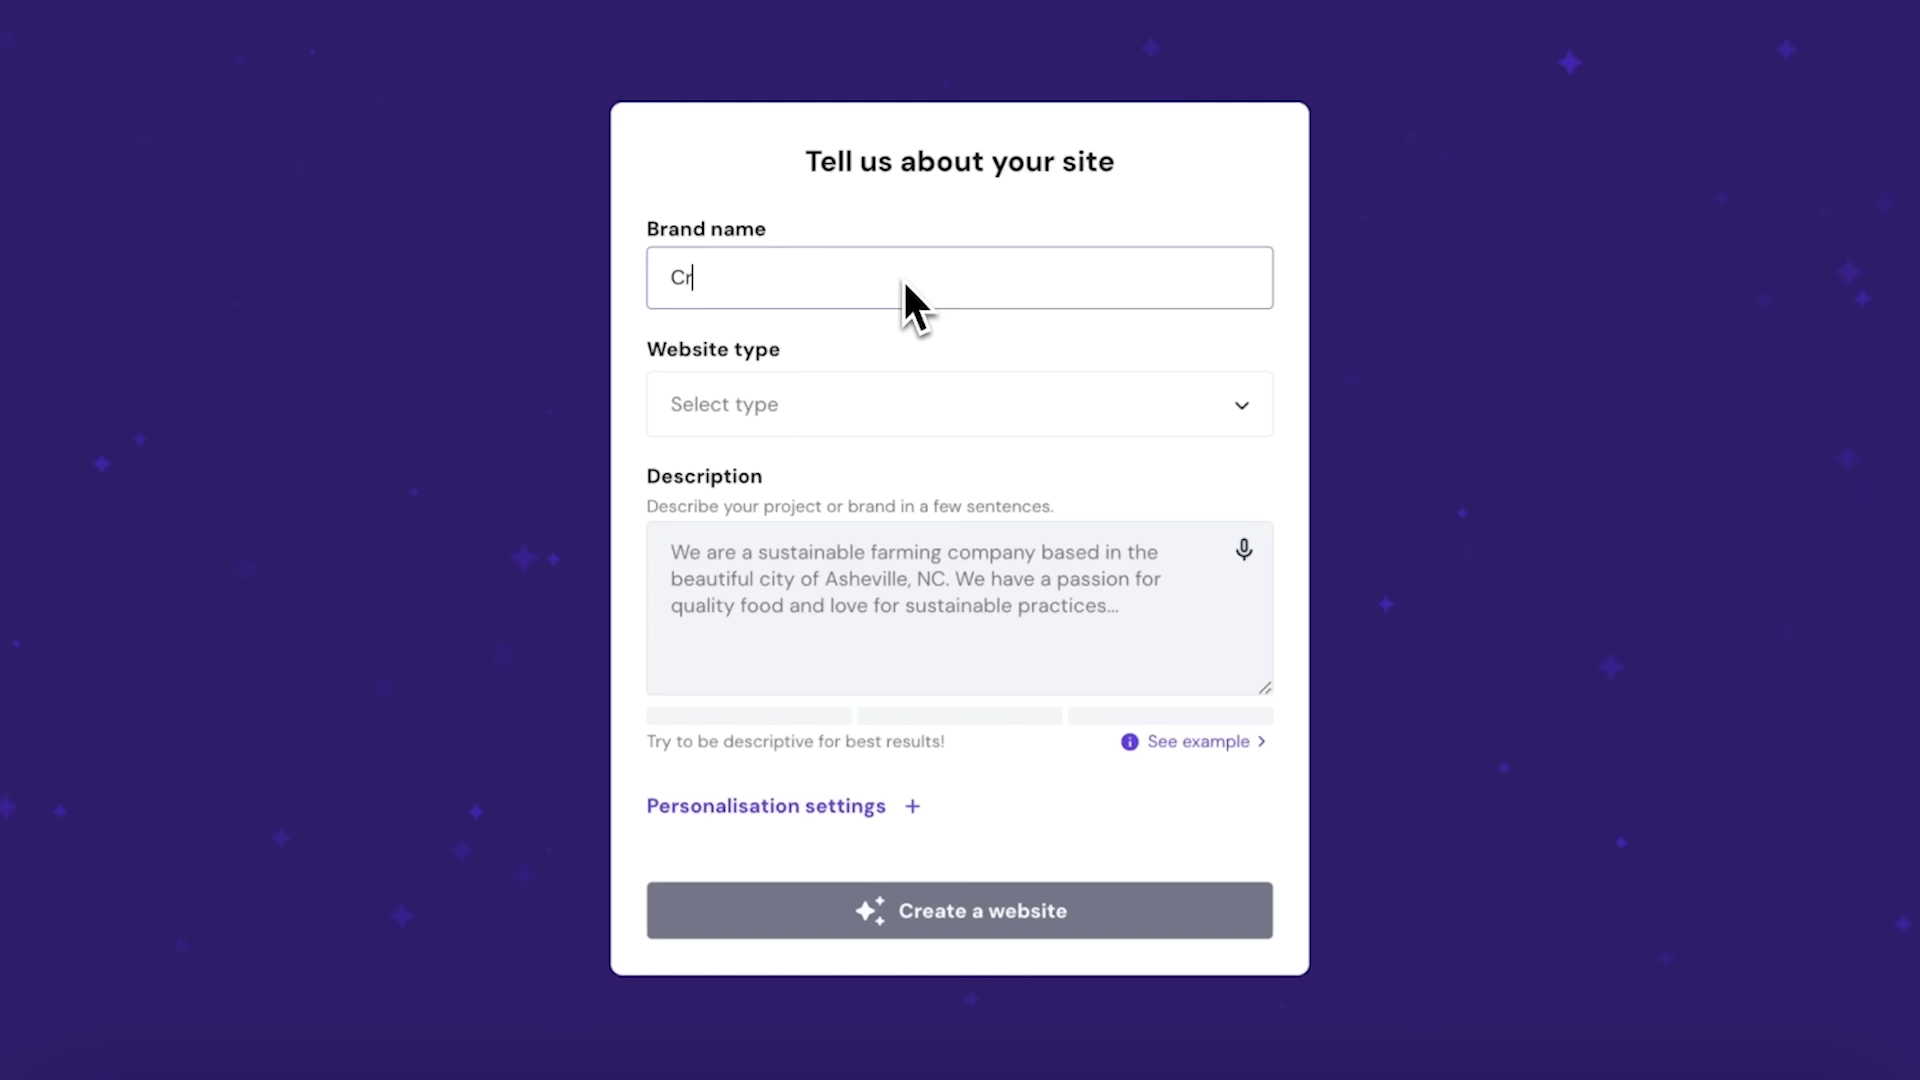 Tell us about your site
Brand name
Cr
Website type
Select type
Description
Describe your project or brand in a few sentences.
We are a sustainable farming company based in the
beautiful city of Asheville, NC. We have a passion for
quality food and love for sustainable practices...
Try to be descriptive for best results!
See example
Personalisation settings +
Create a website